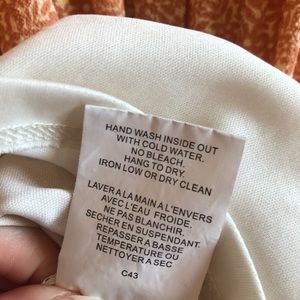 HAND WASH INSIDE OUT
WITH COLD WATER.
NO BLEACH.
HANG TO DRY.
IRON LOW OR DRY CLEAN
LAVER A LA MAIN A L'ENVERS
AVEC L'EAU FROIDE.
NE PAS BLANCHIR.
SECHER EN SUSPENDANT.
REPASSER A BASSE
TEMPERATURE OU
NETTOYER A SEC
C43